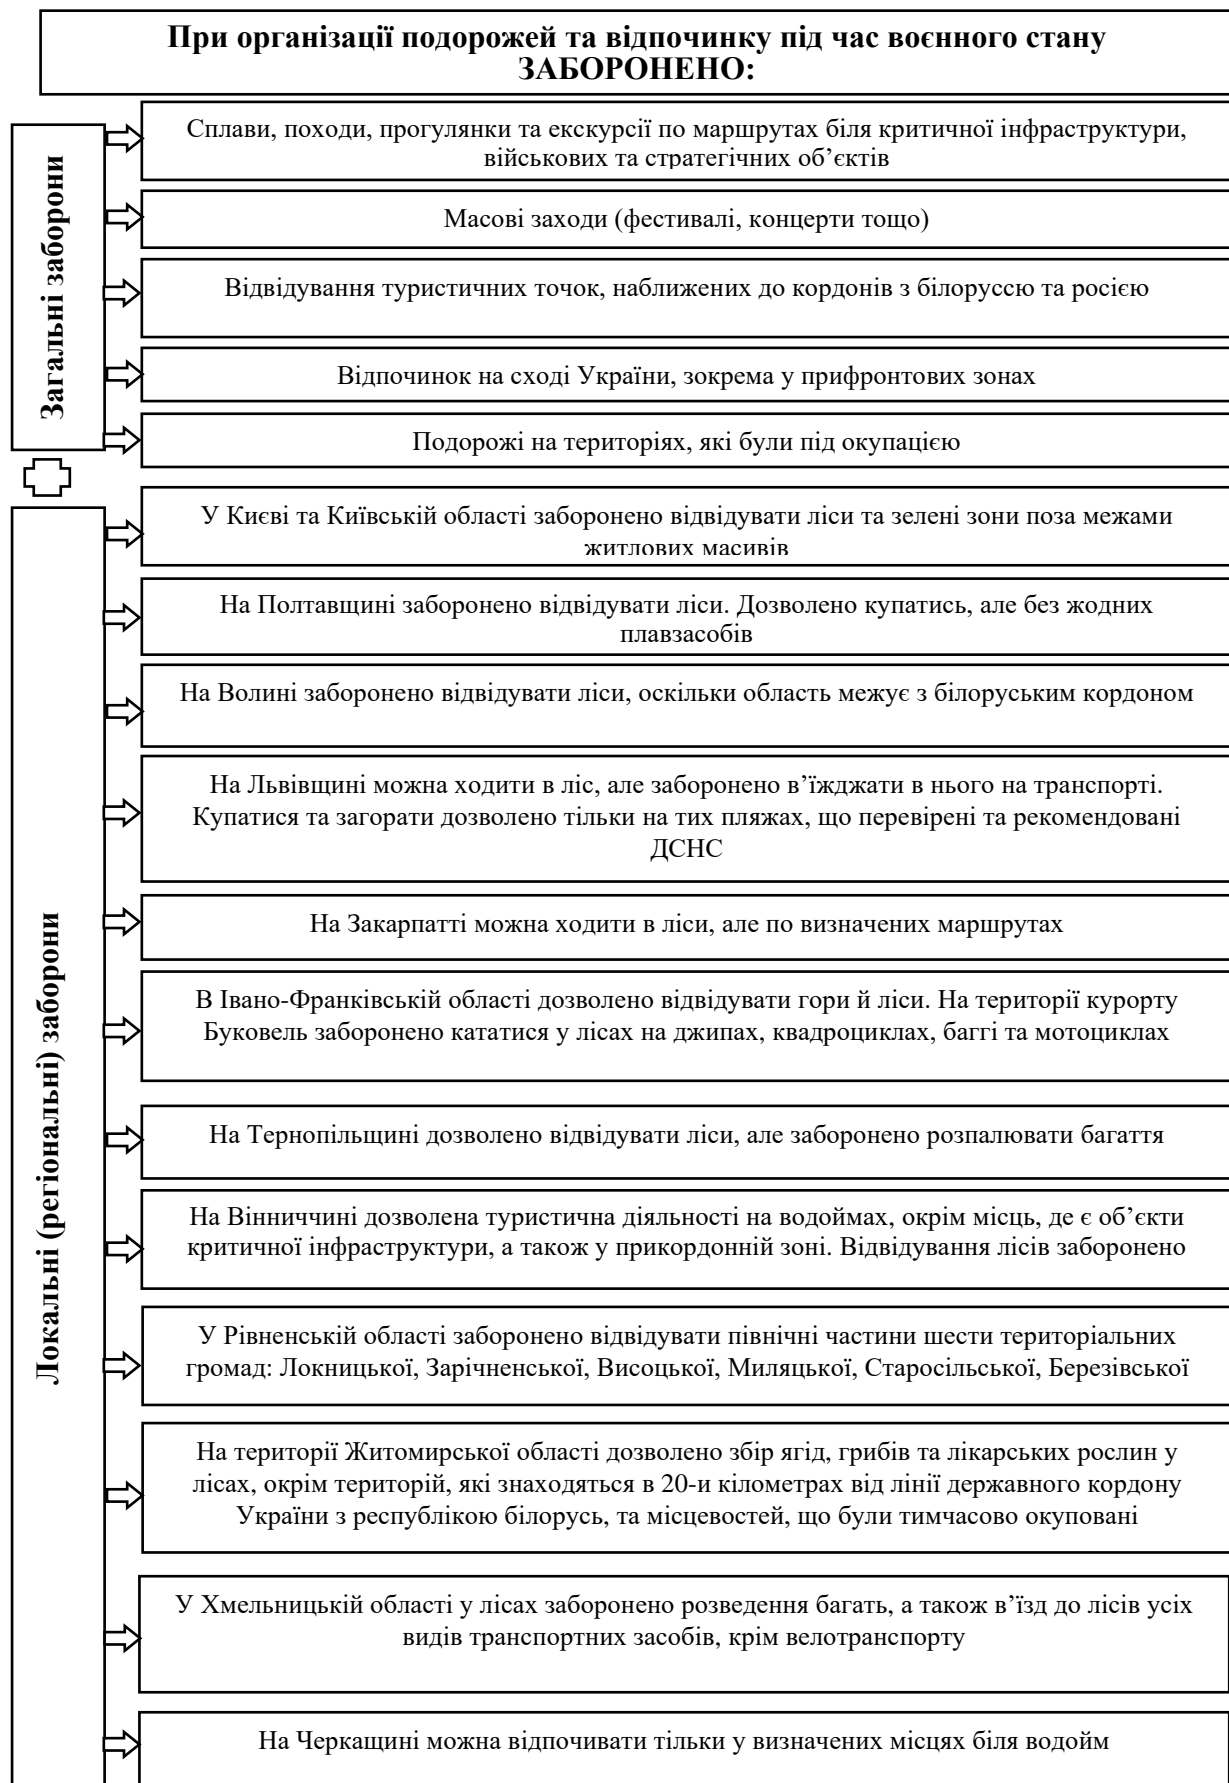 При організації подорожей та відпочинку під час воєнного стану
ЗАБОРОНЕНО:
Загальні заборони
Сплави, походи, прогулянки та екскурсії по маршрутах біля критичної інфраструктури,
військових та стратегічних об’єктів
Масові заходи (фестивалі, концерти тощо)
Відвідування туристичних точок, наближених до кордонів з білоруссю та росією
Відпочинок на сході України, зокрема у прифронтових зонах
Подорожі на територіях, які були під окупацією
Локальні (регіональні) заборони
У Києві та Київській області заборонено відвідувати ліси та зелені зони поза межами
житлових масивів
На Полтавщині заборонено відвідувати ліси. Дозволено купатись, але без жодних
плавзасобів
На Волині заборонено відвідувати ліси, оскільки область межує з білоруським кордоном
На Львівщині можна ходити в ліс, але заборонено в’їжджати в нього на транспорті.
Купатися та загорати дозволено тільки на тих пляжах, що перевірені та рекомендовані
ДСНС
На Закарпатті можна ходити в ліси, але по визначених маршрутах
В Івано-Франківській області дозволено відвідувати гори й ліси. На території курорту
Буковель заборонено кататися у лісах на джипах, квадроциклах, баггі та мотоциклах
На Тернопільщині дозволено відвідувати ліси, але заборонено розпалювати багаття
На Вінниччині дозволена туристична діяльності на водоймах, окрім місць, де є об’єкти
критичної інфраструктури, а також у прикордонній зоні. Відвідування лісів заборонено
У Рівненській області заборонено відвідувати північні частини шести територіальних
громад: Локницької, Зарічненської, Висоцької, Миляцької, Старосільської, Березівської
На території Житомирської області дозволено збір ягід, грибів та лікарських рослин у
лісах, окрім територій, які знаходяться в 20-и кілометрах від лінії державного кордону
України з республікою білорусь, та місцевостей, що були тимчасово окуповані
У Хмельницькій області у лісах заборонено розведення багать, а також в’їзд до лісів усіх
видів транспортних засобів, крім велотранспорту
На Черкащині можна відпочивати тільки у визначених місцях біля водойм